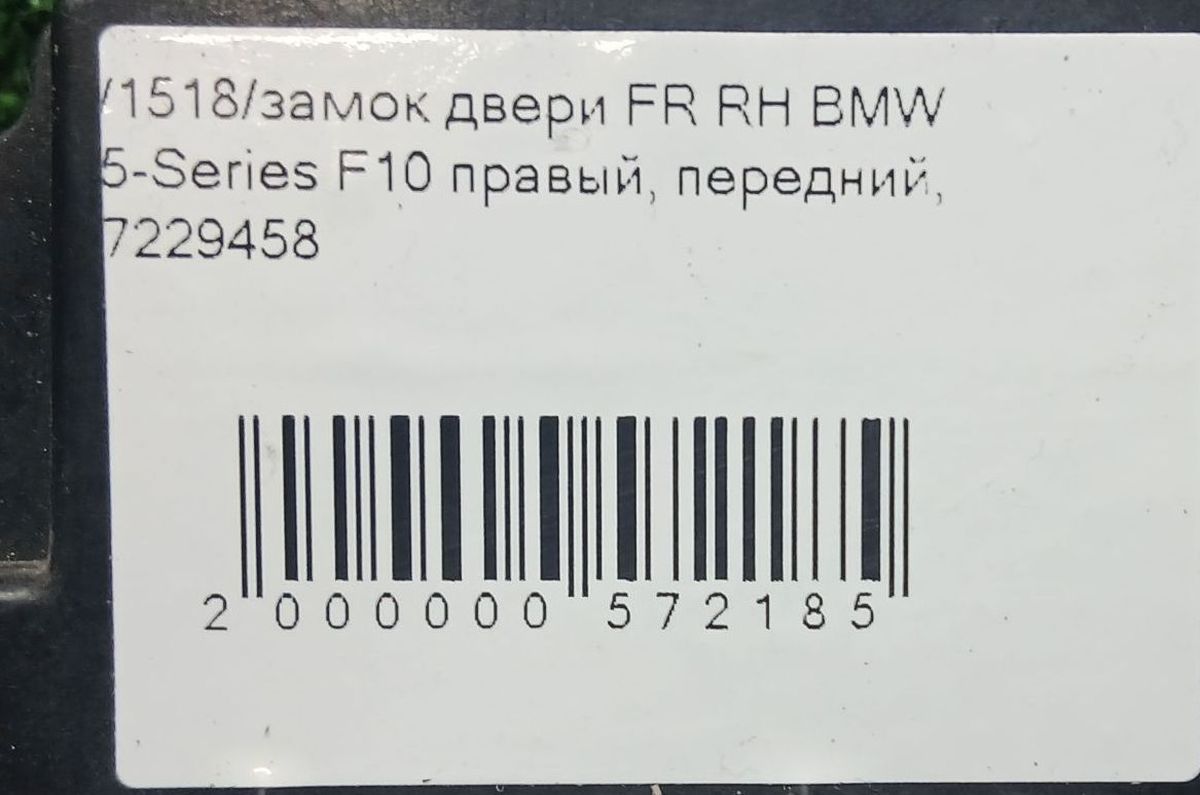 /1518/замок двери FR RH BMW
5-Series F10 правый, передний,
7229458
2 000000 572185